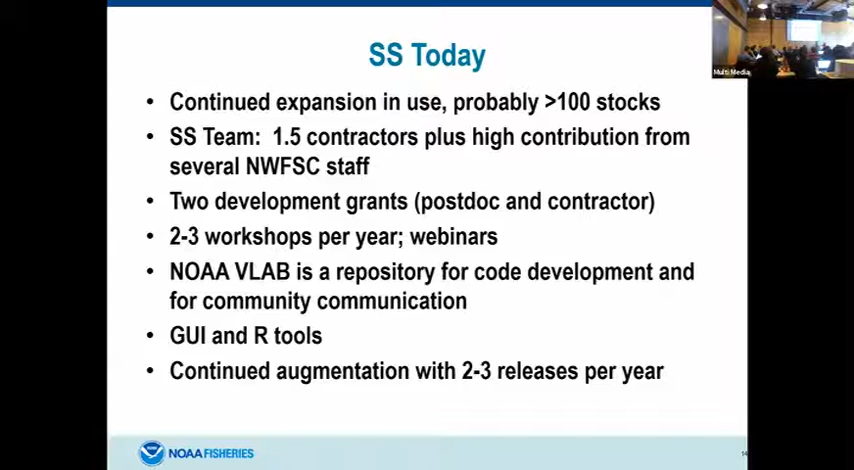 SS Today
• Continued expansion in use, probably >100 stocks
• SS Team: 1.5 contractors plus high contribution from
several NWFSC staff
• Two development grants (postdoc and contractor)
• 2-3 workshops per year; webinars
• NOAA VLAB is a repository for code development and
for community communication
• GUI and R tools
• Continued augmentation with 2-3 releases per year
NOAA FISHERIES
Multi Media